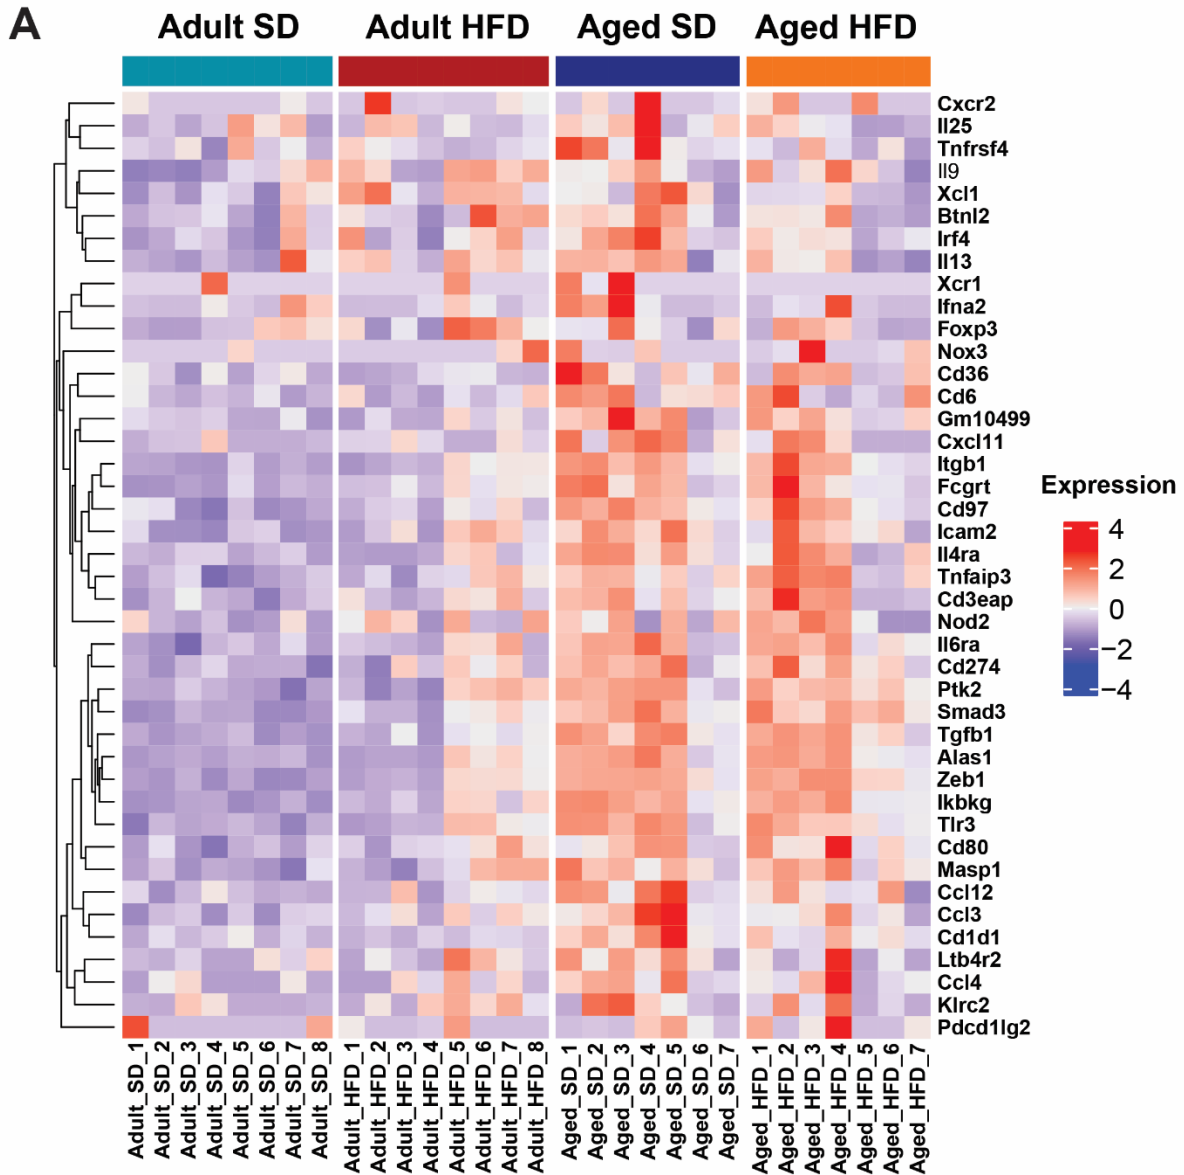 A
Adult SD Adult HFD Aged SD Aged HFD
Cxcr2
Il25
Tnfrsf4
Il9
Xcl1
Btnl2
Irf4
Il13
Xcr1
Ifna2
Foxp3
Nox3
Cd36
Cd6
Gm10499
Cxcl11
Itgb1
Fcgrt
Cd97
Icam2
Il4ra
Tnfaip3
Cd3eap
Nod2
Il6ra
Cd274
Ptk2
Smad3
Tgfb1
Alas1
Zeb1
Ikbkg
Tlr3
Cd80
Masp1
Ccl12
Ccl3
Cd1d1
Ltb4r2
Ccl4
Klrc2
Pdcd1lg2
Expression
4
2
0
−2
−4
Adult_SD_1
Adult_SD_2
Adult_SD_3
Adult_SD_4
Adult_SD_5
Adult_SD_6
Adult_SD_7
Adult_SD_8
Adult_HFD_1
Adult_HFD_2
Adult_HFD_3
Adult_HFD_4
Adult_HFD_5
Adult_HFD_6
Adult_HFD_7
Adult_HFD_8
Aged_SD_1
Aged_SD_2
Aged_SD_3
Aged_SD_4
Aged_SD_5
Aged_SD_6
Aged_SD_7
Aged_HFD_1
Aged_HFD_2
Aged_HFD_3
Aged_HFD_4
Aged_HFD_5
Aged_HFD_6
Aged_HFD_7